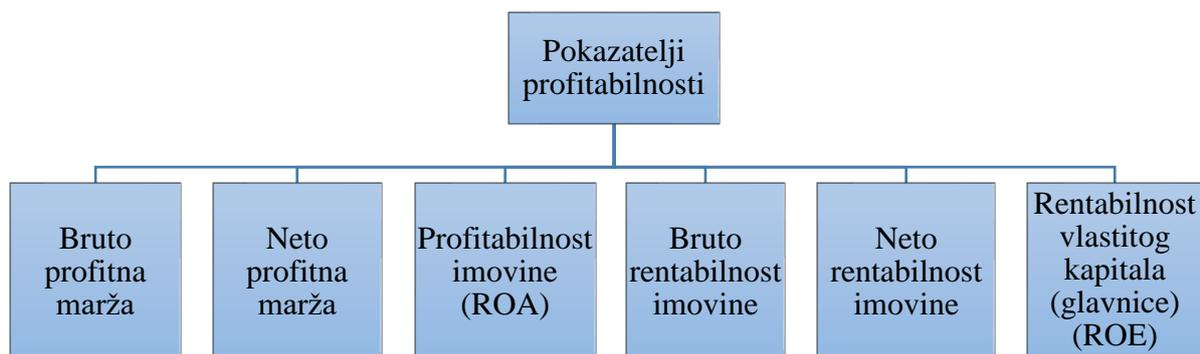 Pokazatelji
profitabilnosti
Bruto
profitna
marža
Neto
profitna
marža
Profitabilnost
imovine
(ROA)
Bruto
rentabilnost
imovine
Neto
rentabilnost
imovine
Rentabilnost
vlastitog
kapitala
(glavnice)
(ROE)